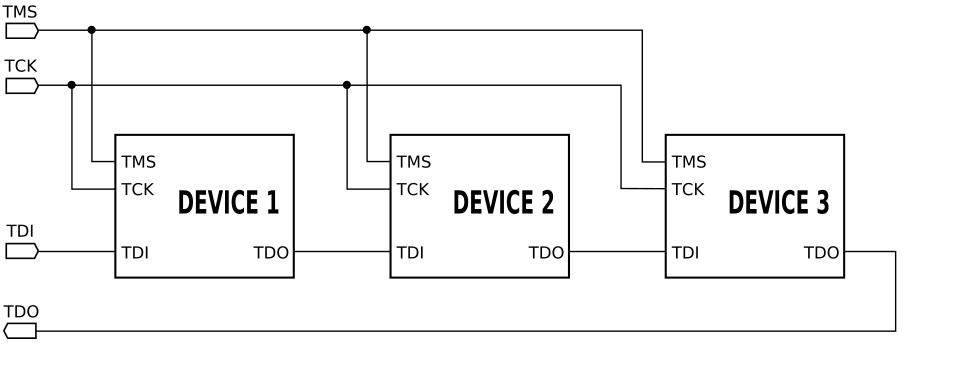 TMS
TCK
TMS
TCK
DEVICE 1
TDI
TDO
TMS
TCK
DEVICE 2
TDI
TDO
TMS
TCK
DEVICE 3
TDI
TDO
TDI
TDO